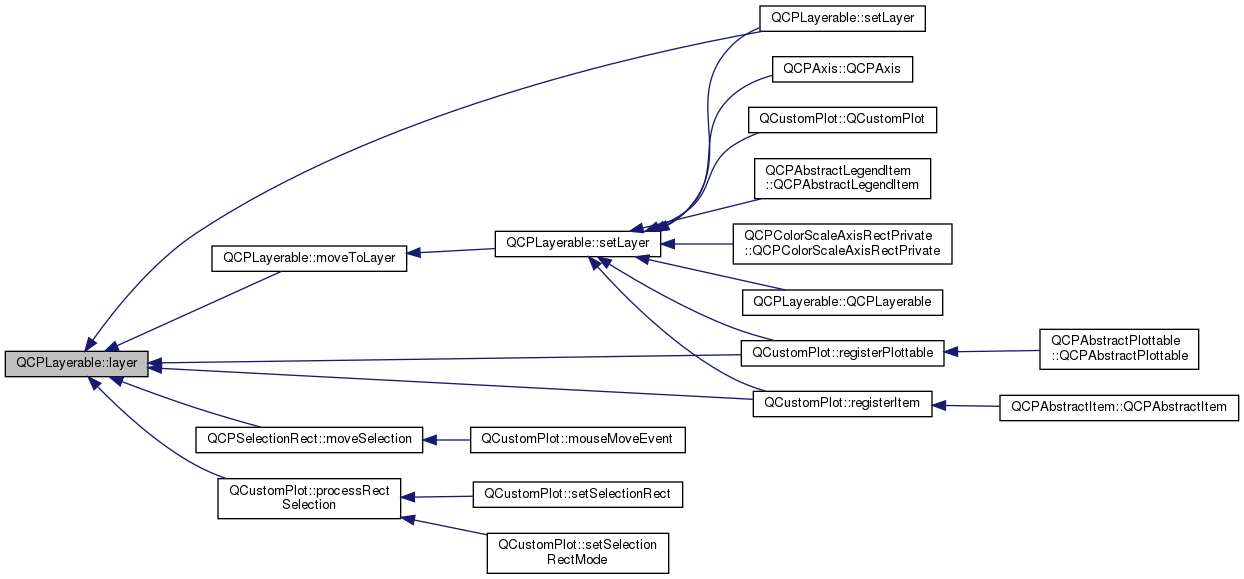 QCPLayerable::setLayer
QCPAxis::QCPAxis
QCustomPlot::QCustomPlot
QCPAbstractLegendItem
::QCPAbstractLegendItem
QCPLayerable::setLayer
QCPColorScaleAxisRectPrivate
::QCPColorScaleAxisRectPrivate
QCPLayerable::moveToLayer
QCPLayerable::QCPLayerable
QCPLayerable::layer
QCustomPlot::registerPlottable
QCPAbstractPlottable
::QCPAbstractPlottable
QCustomPlot::registerItem
QCPAbstractItem::QCPAbstractItem
QCPSelectionRect::moveSelection
QCustomPlot::mouseMoveEvent
QCustomPlot::processRect
Selection
QCustomPlot::setSelectionRect
QCustomPlot::setSelection
RectMode